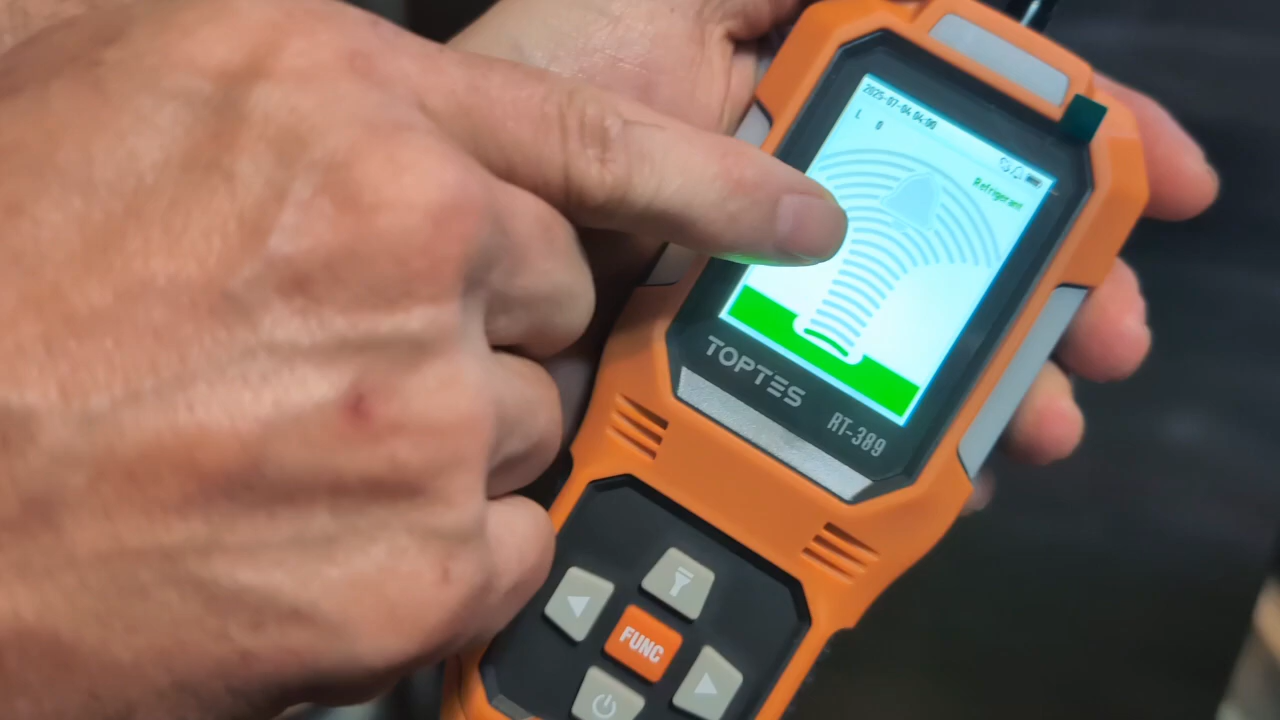 2025-07-04 04:00
L 0
Refrigerant
TOPTES
RT-389
FUNC